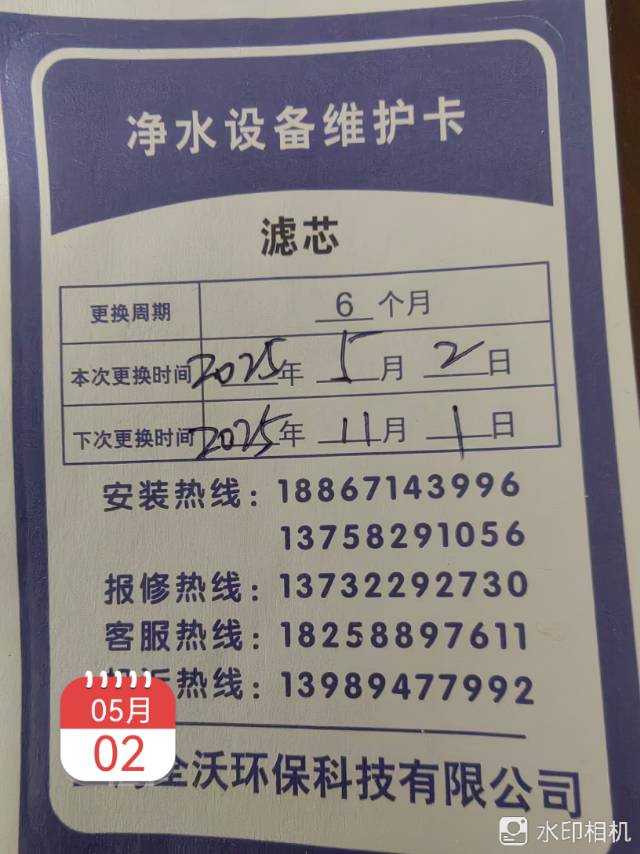 净水设备维护卡
滤芯
更换周期 6 个月
本次更换时间 2025 年 5 月 2 日
下次更换时间 2025 年 11 月 1 日
安装热线：18867143996
13758291056
报修热线：13732292730
客服热线：18258897611
投诉热线：13989477992
05月
02
全沃环保科技有限公司
水印相机